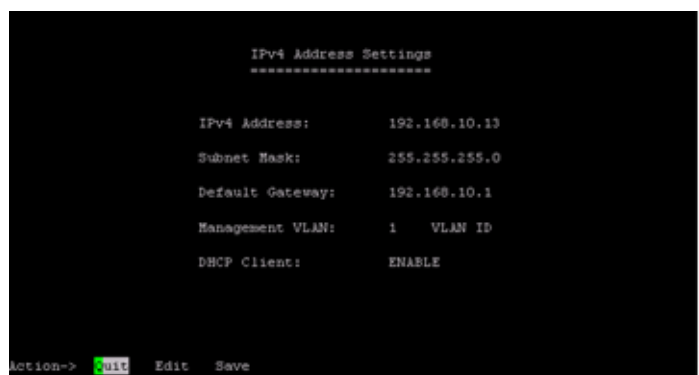 IPv4 Address Settings
=====================
IPv4 Address: 192.168.10.13
Subnet Mask: 255.255.255.0
Default Gateway: 192.168.10.1
Management VLAN: 1 VLAN ID
DHCP Client: ENABLE
Action-> Quit Edit Save